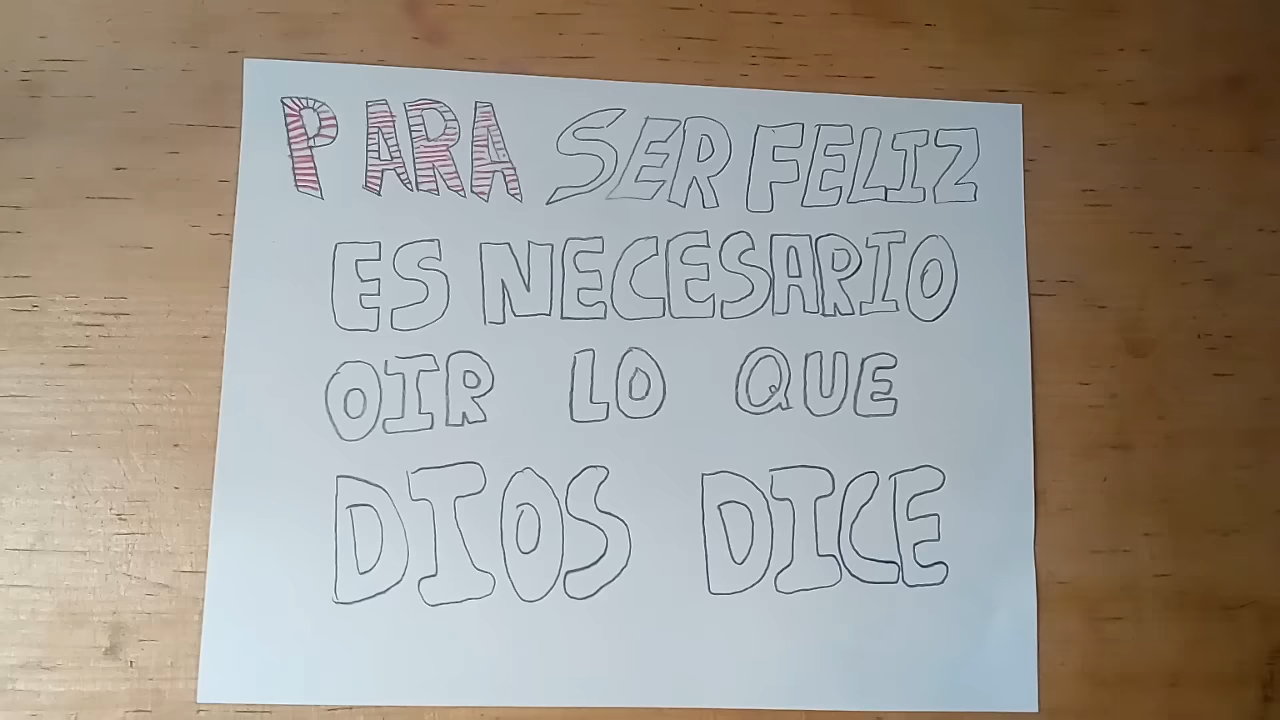 PARA SER FELIZ
ES NECESARIO
OIR LO QUE
DIOS DICE